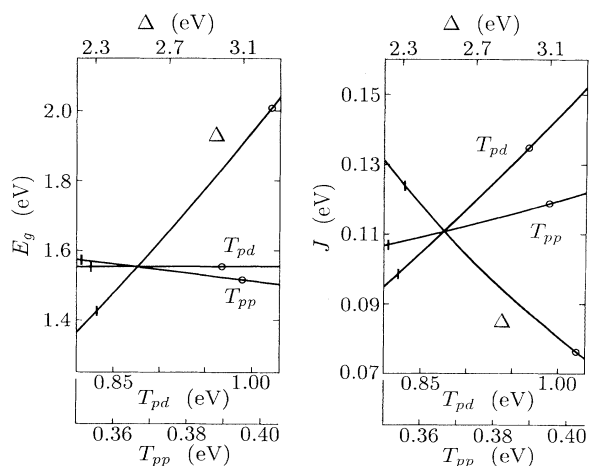 Δ (eV)
2.3 2.7 3.1
2.0
1.8
1.6
1.4
E_g (eV)
Δ
T_pd
T_pp
0.85 1.00
T_pd (eV)
0.36 0.38 0.40
T_pp (eV)
Δ (eV)
2.3 2.7 3.1
0.15
0.13
0.11
0.09
0.07
J (eV)
T_pd
T_pp
Δ
0.85 1.00
T_pd (eV)
0.36 0.38 0.40
T_pp (eV)